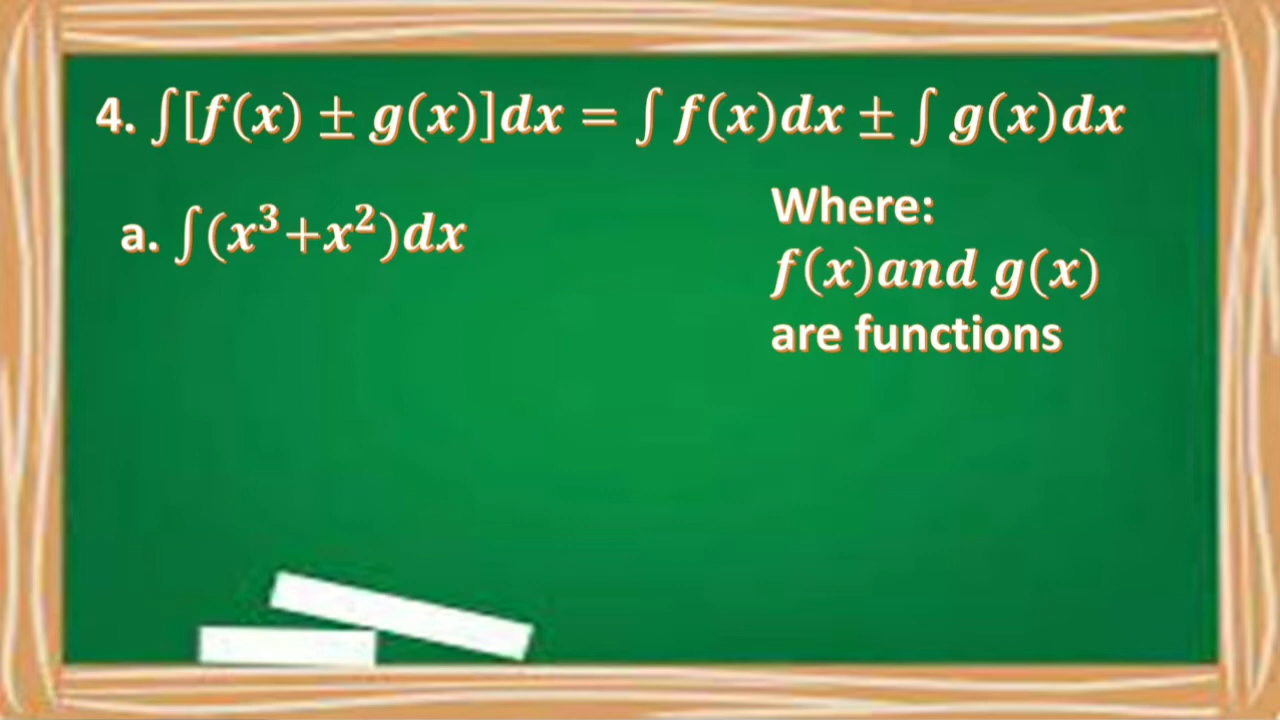 4. ∫[f(x) ± g(x)]dx = ∫ f(x)dx ± ∫ g(x)dx
a. ∫(x³+x²)dx
Where:
f(x)and g(x)
are functions